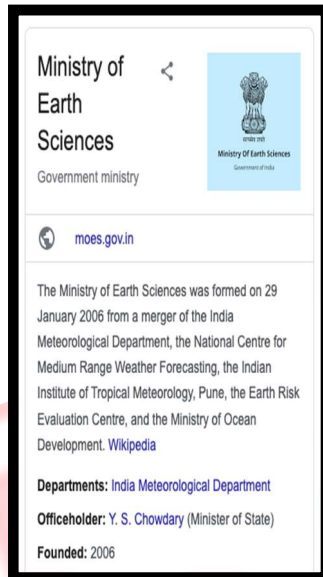 Ministry of
Earth
Sciences
Government ministry
सत्यमेव जयते
Ministry Of Earth Sciences
Government of India
moes.gov.in
The Ministry of Earth Sciences was formed on 29
January 2006 from a merger of the India
Meteorological Department, the National Centre for
Medium Range Weather Forecasting, the Indian
Institute of Tropical Meteorology, Pune, the Earth Risk
Evaluation Centre, and the Ministry of Ocean
Development. Wikipedia
Departments: India Meteorological Department
Officeholder: Y. S. Chowdary (Minister of State)
Founded: 2006